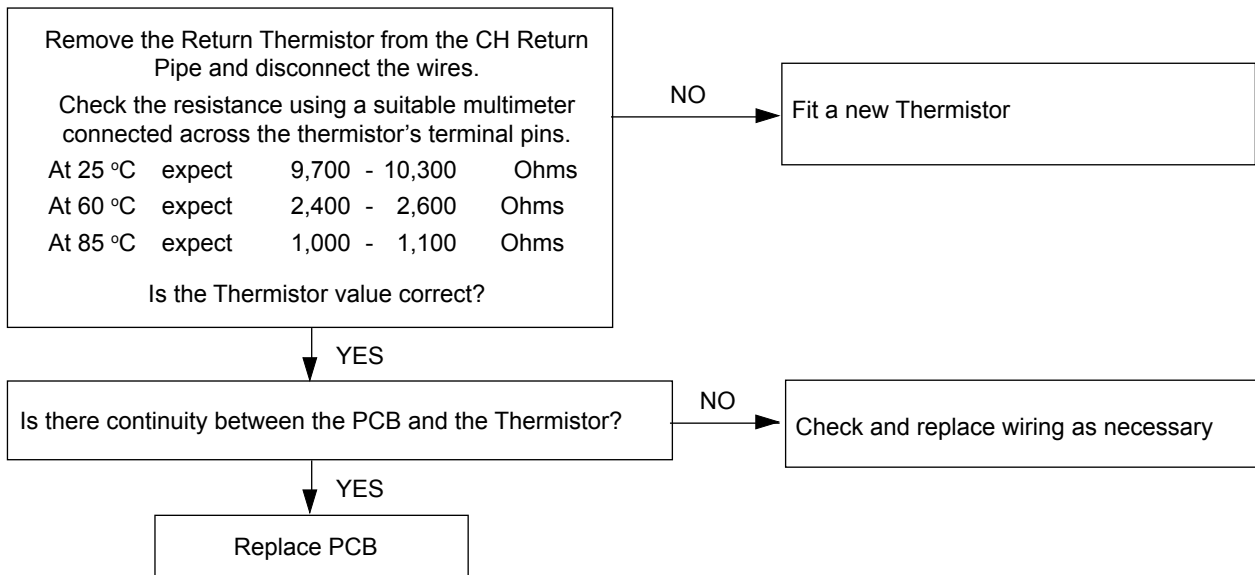 Remove the Return Thermistor from the CH Return
Pipe and disconnect the wires.
Check the resistance using a suitable multimeter
connected across the thermistor's terminal pins.
At 25 ºC expect 9,700 - 10,300 Ohms
At 60 ºC expect 2,400 - 2,600 Ohms
At 85 ºC expect 1,000 - 1,100 Ohms
Is the Thermistor value correct?
NO
Fit a new Thermistor
YES
Is there continuity between the PCB and the Thermistor?
NO
Check and replace wiring as necessary
YES
Replace PCB